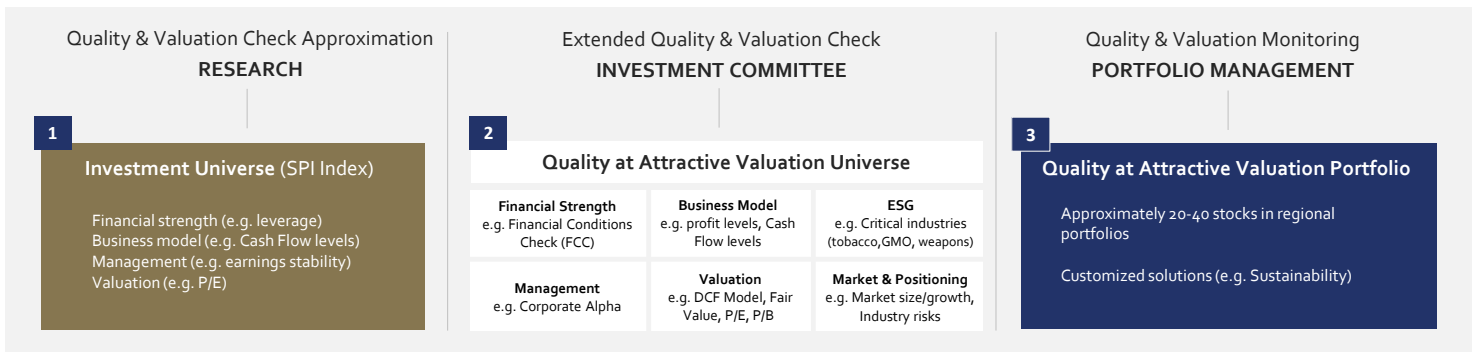 Quality & Valuation Check Approximation
RESEARCH
1
Investment Universe (SPI Index)
Financial strength (e.g. leverage)
Business model (e.g. Cash Flow levels)
Management (e.g. earnings stability)
Valuation (e.g. P/E)
Extended Quality & Valuation Check
INVESTMENT COMMITTEE
2
Quality at Attractive Valuation Universe
Financial Strength
e.g. Financial Conditions
Check (FCC)
Business Model
e.g. profit levels, Cash
Flow levels
ESG
e.g. Critical industries
(tobacco,GMO, weapons)
Management
e.g. Corporate Alpha
Valuation
e.g. DCF Model, Fair
Value, P/E, P/B
Market & Positioning
e.g. Market size/growth,
Industry risks
Quality & Valuation Monitoring
PORTFOLIO MANAGEMENT
3
Quality at Attractive Valuation Portfolio
Approximately 20-40 stocks in regional
portfolios
Customized solutions (e.g. Sustainability)